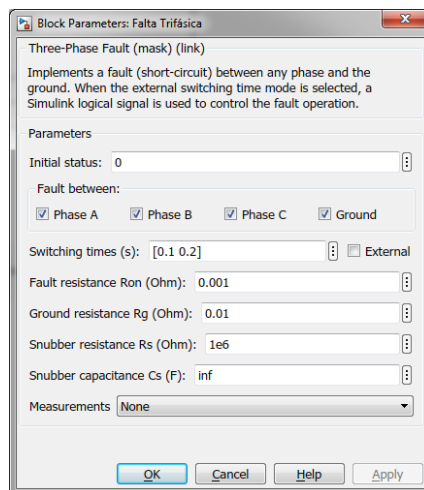 Block Parameters: Falta Trifásica
Three-Phase Fault (mask) (link)
Implements a fault (short-circuit) between any phase and the
ground. When the external switching time mode is selected, a
Simulink logical signal is used to control the fault operation.
Parameters
Initial status: 0
Fault between:
Phase A Phase B Phase C Ground
Switching times (s): [0.1 0.2] External
Fault resistance Ron (Ohm): 0.001
Ground resistance Rg (Ohm): 0.01
Snubber resistance Rs (Ohm): 1e6
Snubber capacitance Cs (F): inf
Measurements None
OK Cancel Help Apply